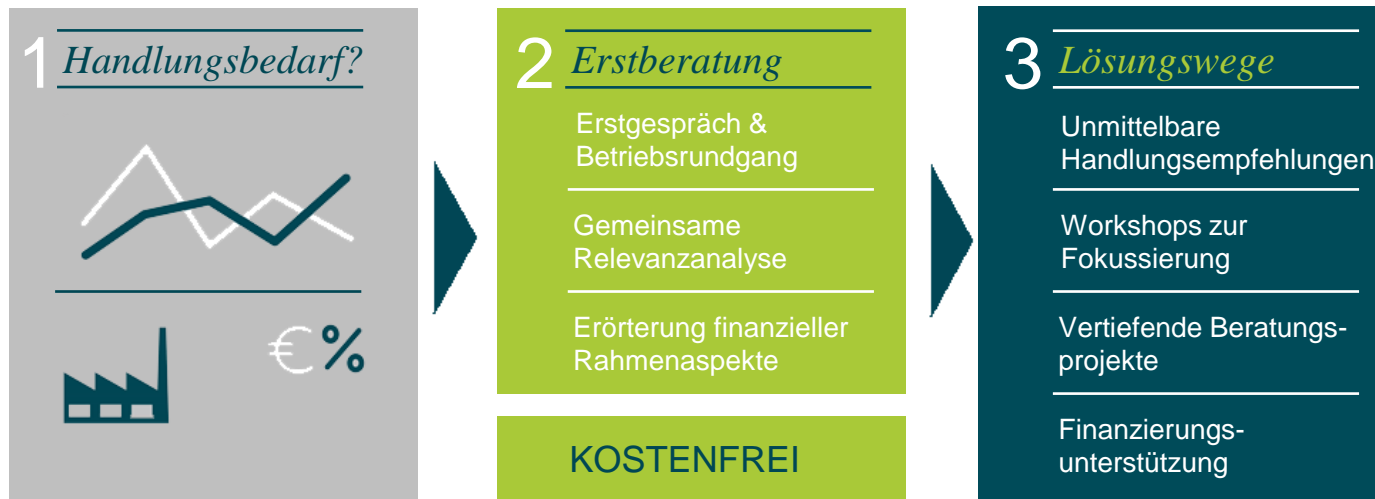 1 Handlungsbedarf?
€%
2 Erstberatung
Erstgespräch &
Betriebsrundgang
Gemeinsame
Relevanzanalyse
Erörterung finanzieller
Rahmenaspekte
KOSTENFREI
3 Lösungswege
Unmittelbare
Handlungsempfehlungen
Workshops zur
Fokussierung
Vertiefende Beratungs-
projekte
Finanzierungs-
unterstützung